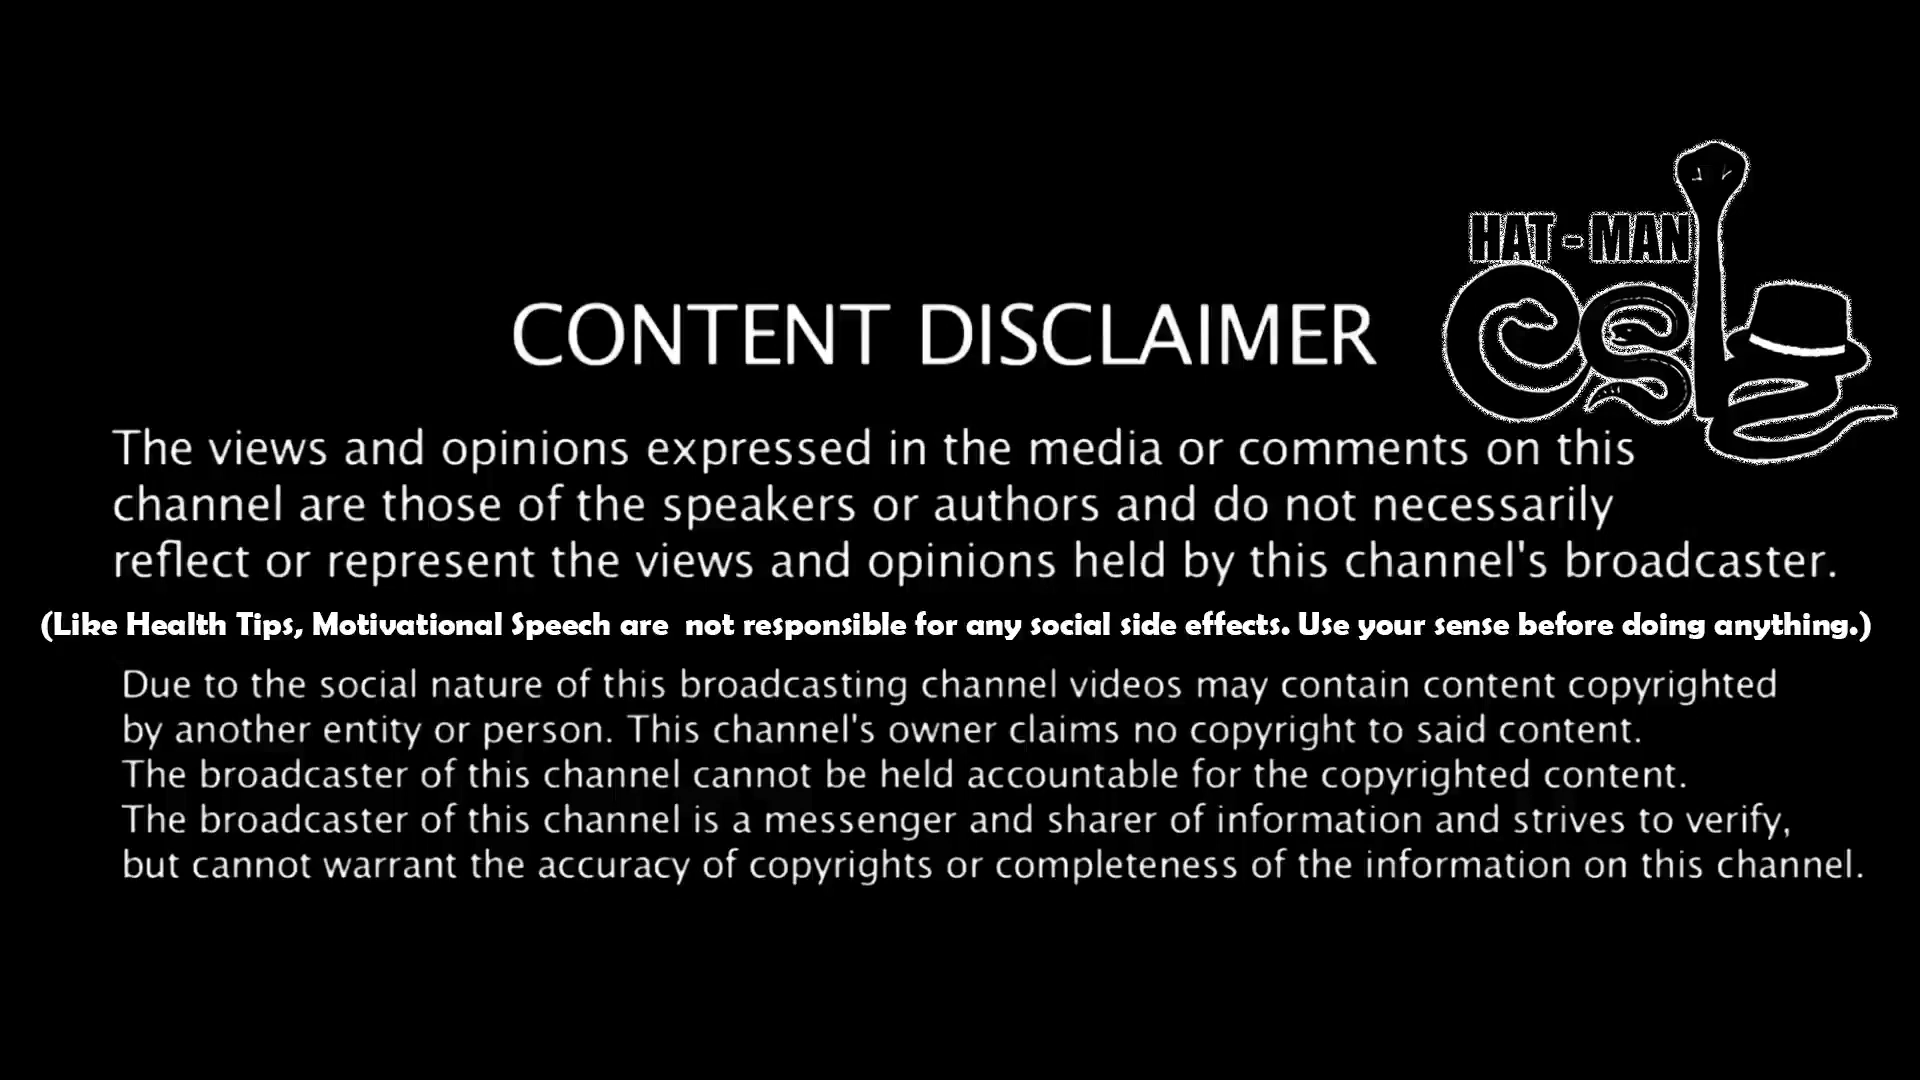 HAT - MAN
CSL
CONTENT DISCLAIMER
The views and opinions expressed in the media or comments on this
channel are those of the speakers or authors and do not necessarily
reflect or represent the views and opinions held by this channel's broadcaster.
(Like Health Tips, Motivational Speech are  not responsible for any social side effects. Use your sense before doing anything.)
Due to the social nature of this broadcasting channel videos may contain content copyrighted
by another entity or person. This channel's owner claims no copyright to said content.
The broadcaster of this channel cannot be held accountable for the copyrighted content.
The broadcaster of this channel is a messenger and sharer of information and strives to verify,
but cannot warrant the accuracy of copyrights or completeness of the information on this channel.